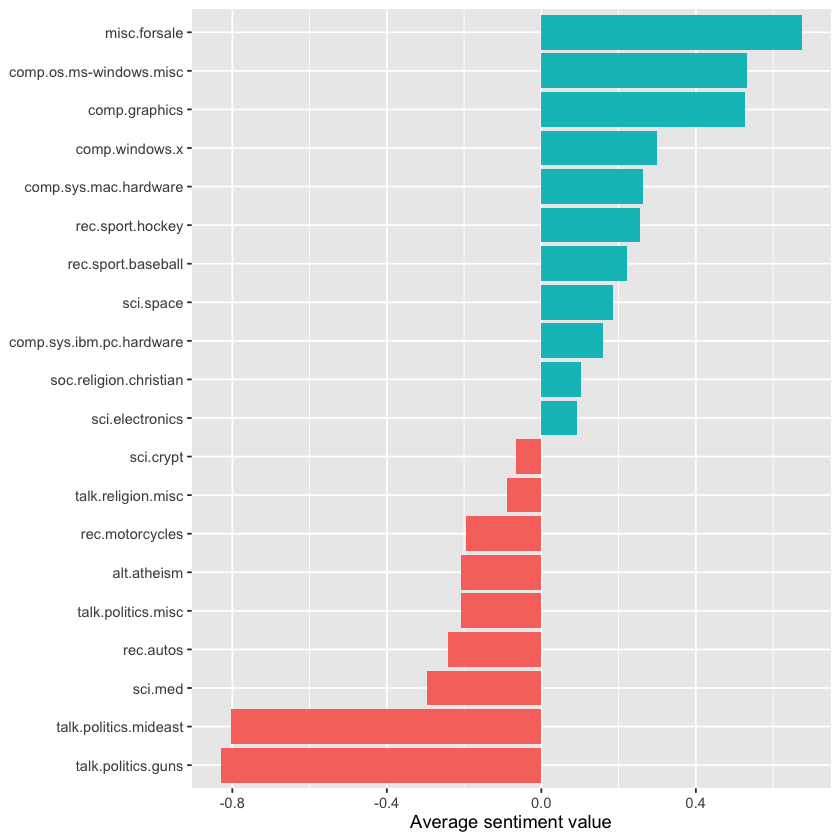 misc.forsale
comp.os.ms-windows.misc
comp.graphics
comp.windows.x
comp.sys.mac.hardware
rec.sport.hockey
rec.sport.baseball
sci.space
comp.sys.ibm.pc.hardware
soc.religion.christian
sci.electronics
sci.crypt
talk.religion.misc
rec.motorcycles
alt.atheism
talk.politics.misc
rec.autos
sci.med
talk.politics.mideast
talk.politics.guns
-0.8 -0.4 0.0 0.4
Average sentiment value